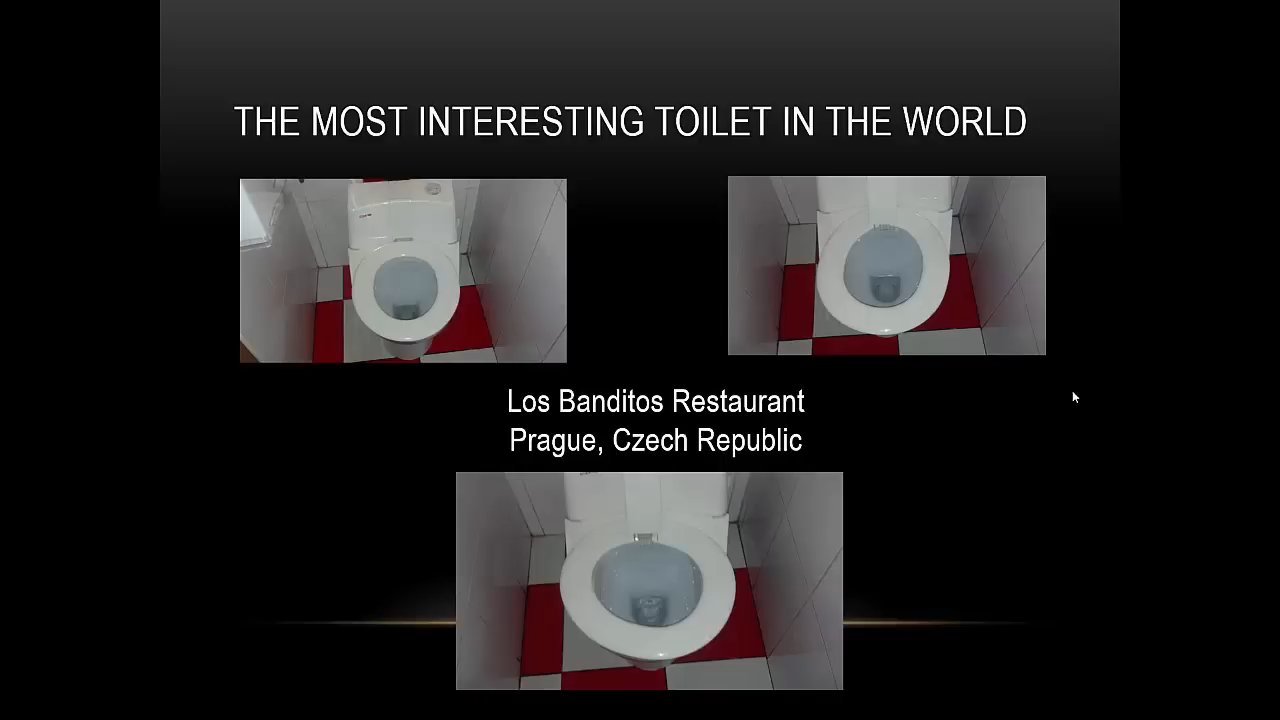 THE MOST INTERESTING TOILET IN THE WORLD
Los Banditos Restaurant
Prague, Czech Republic